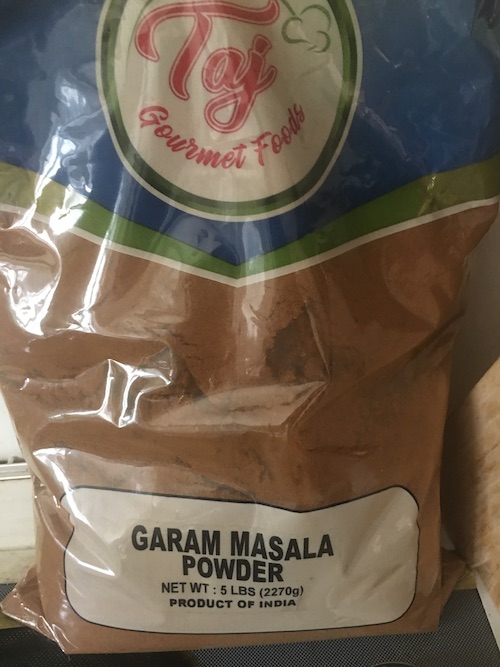 Taj
Gourmet Foods
GARAM MASALA
POWDER
NET WT : 5 LBS (2270g)
PRODUCT OF INDIA